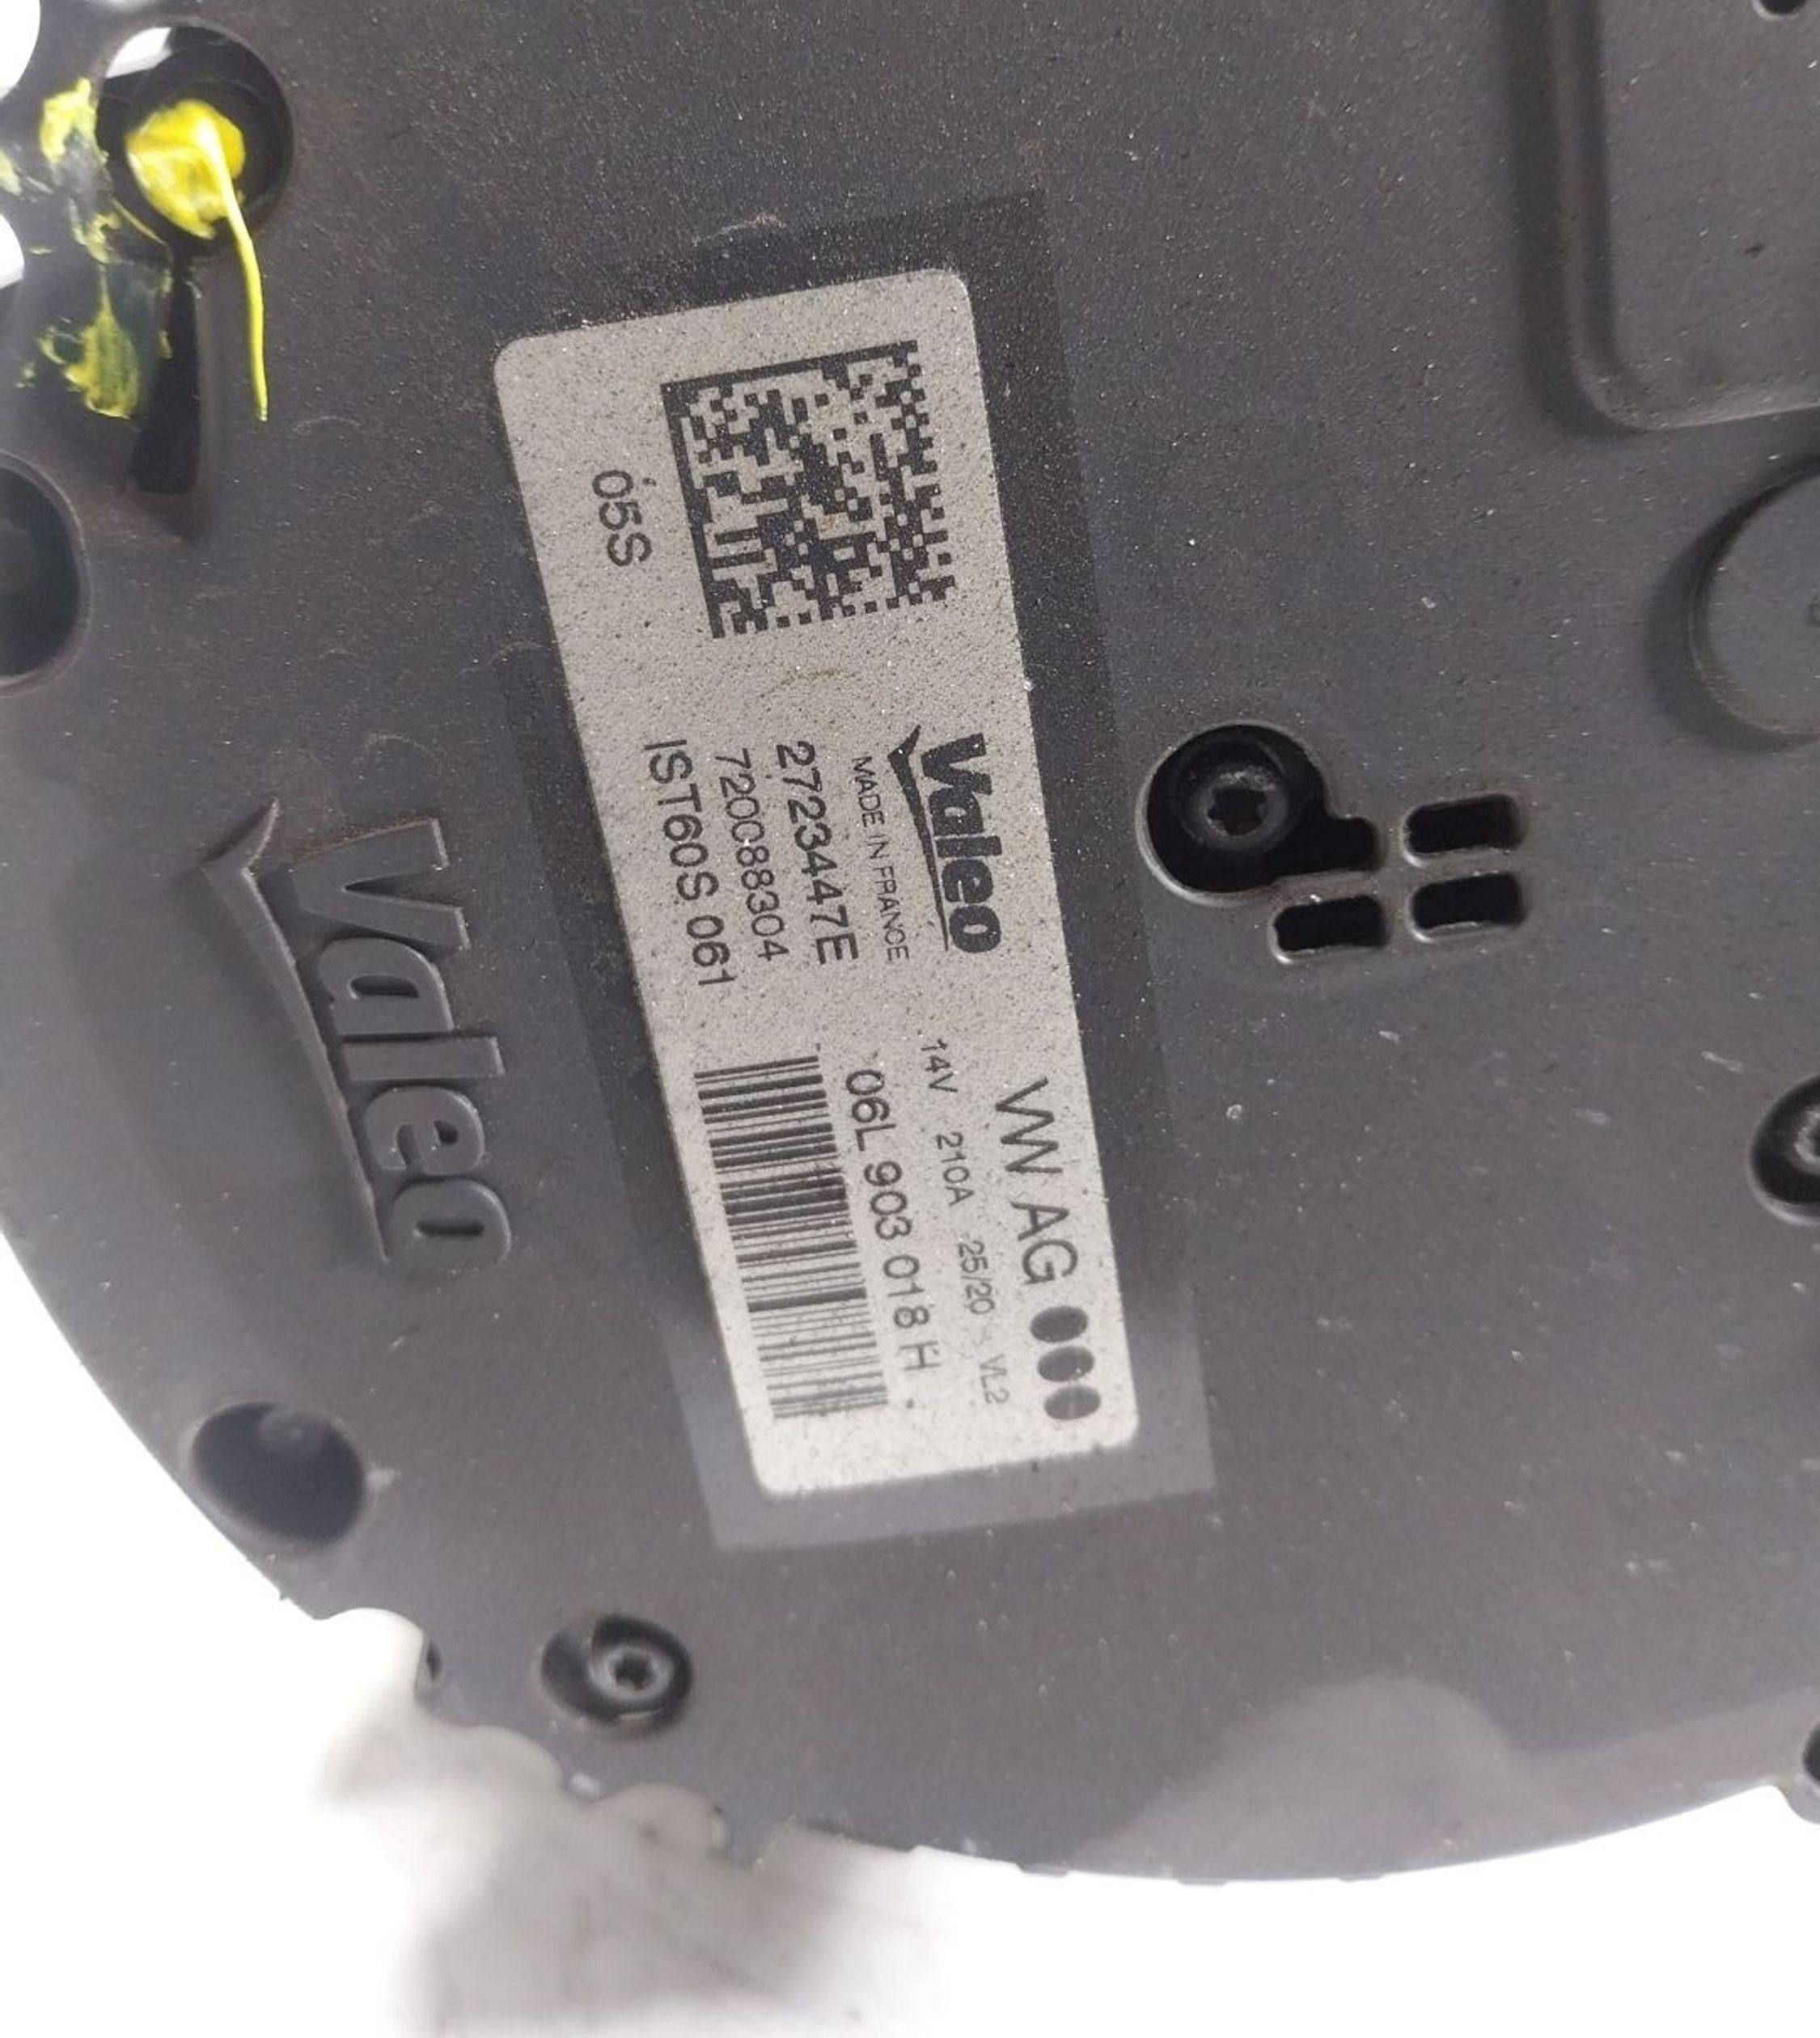 Valeo
MADE IN FRANCE
2723447E
720088304
IST60S 061
05S
VW AG
14V 210A 25/20 VL2
06L 903 018 H
Valeo